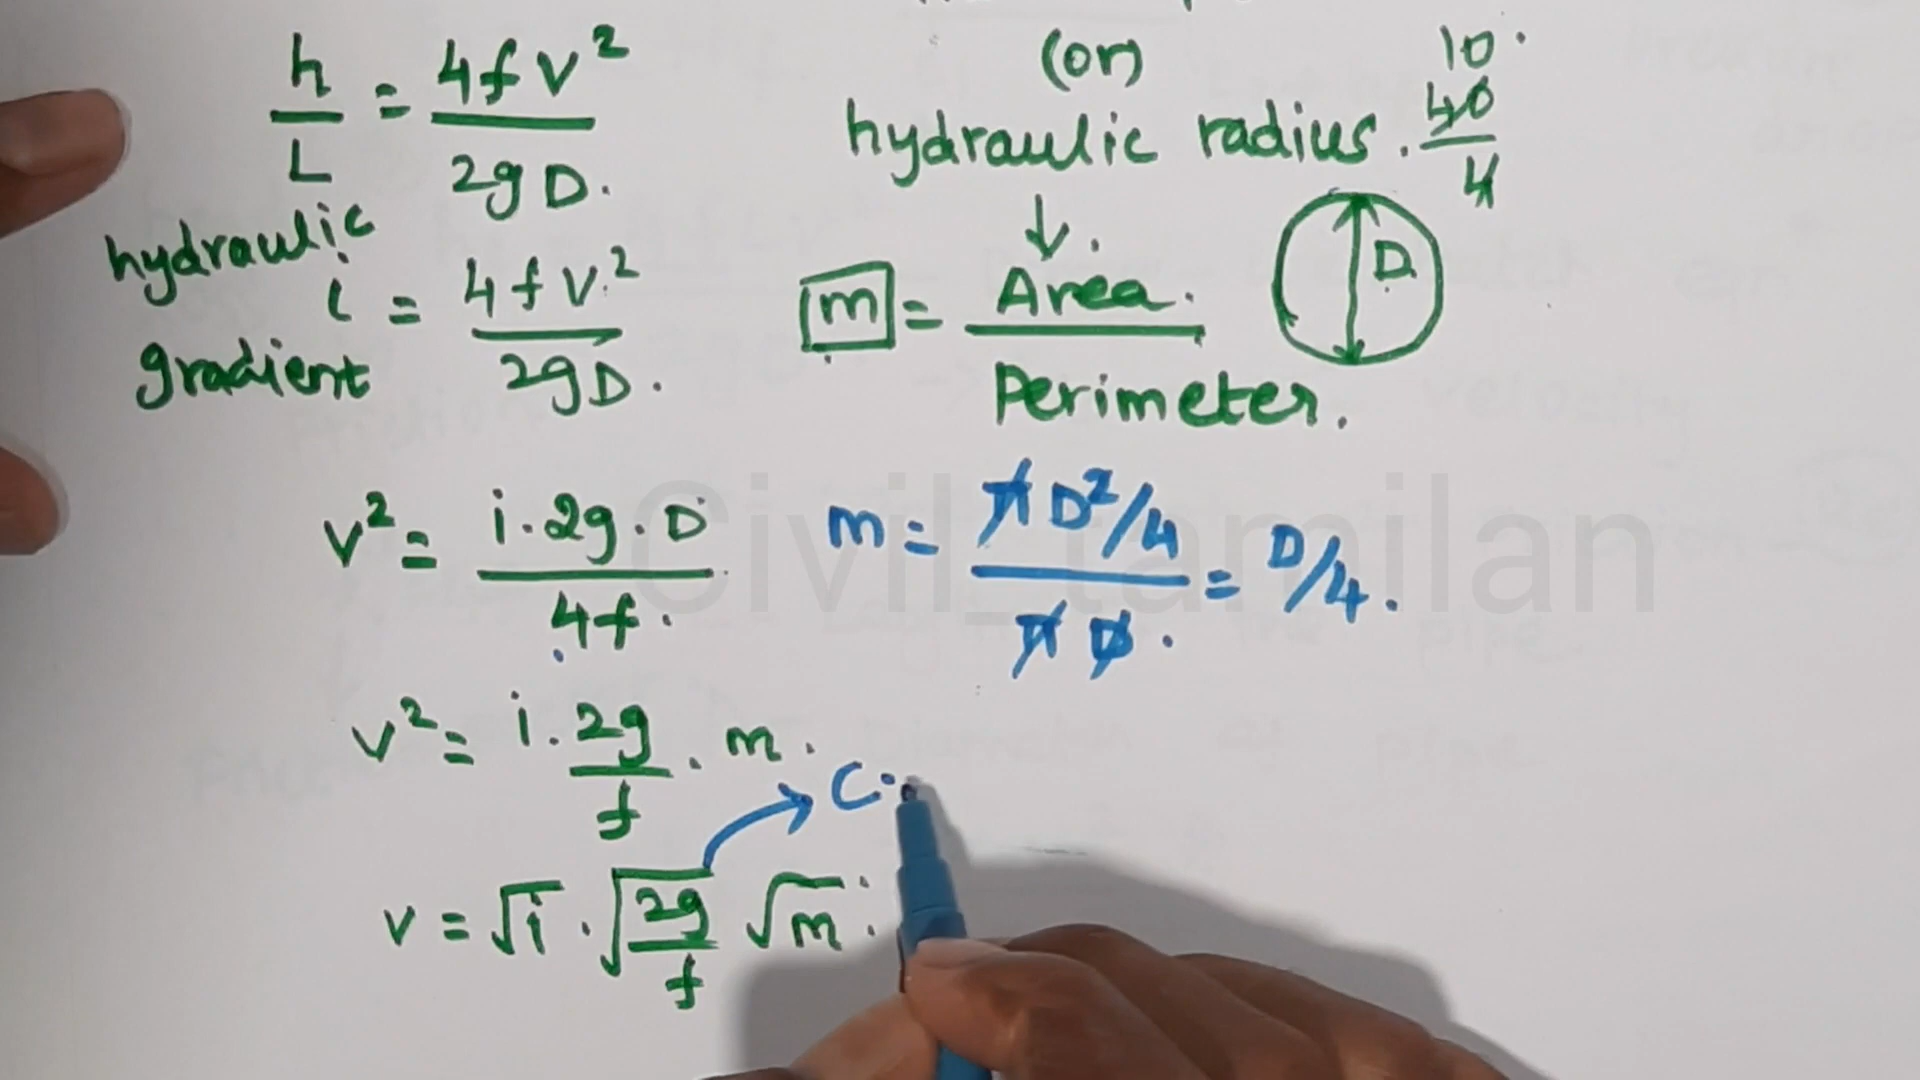 h/L = 4fv²/2gD.
hydraulic
i = 4fv²/2gD.
gradient
v² = i.2g.D/4f.
v² = i.2g/f . m.
v = √i . √2g/f √m.
(or)
hydraulic radius.
10.
40/4
↓.
m = Area./Perimeter.
D.
m = πD²/4/πD. = D/4.
→ C.
Civil_tamilan